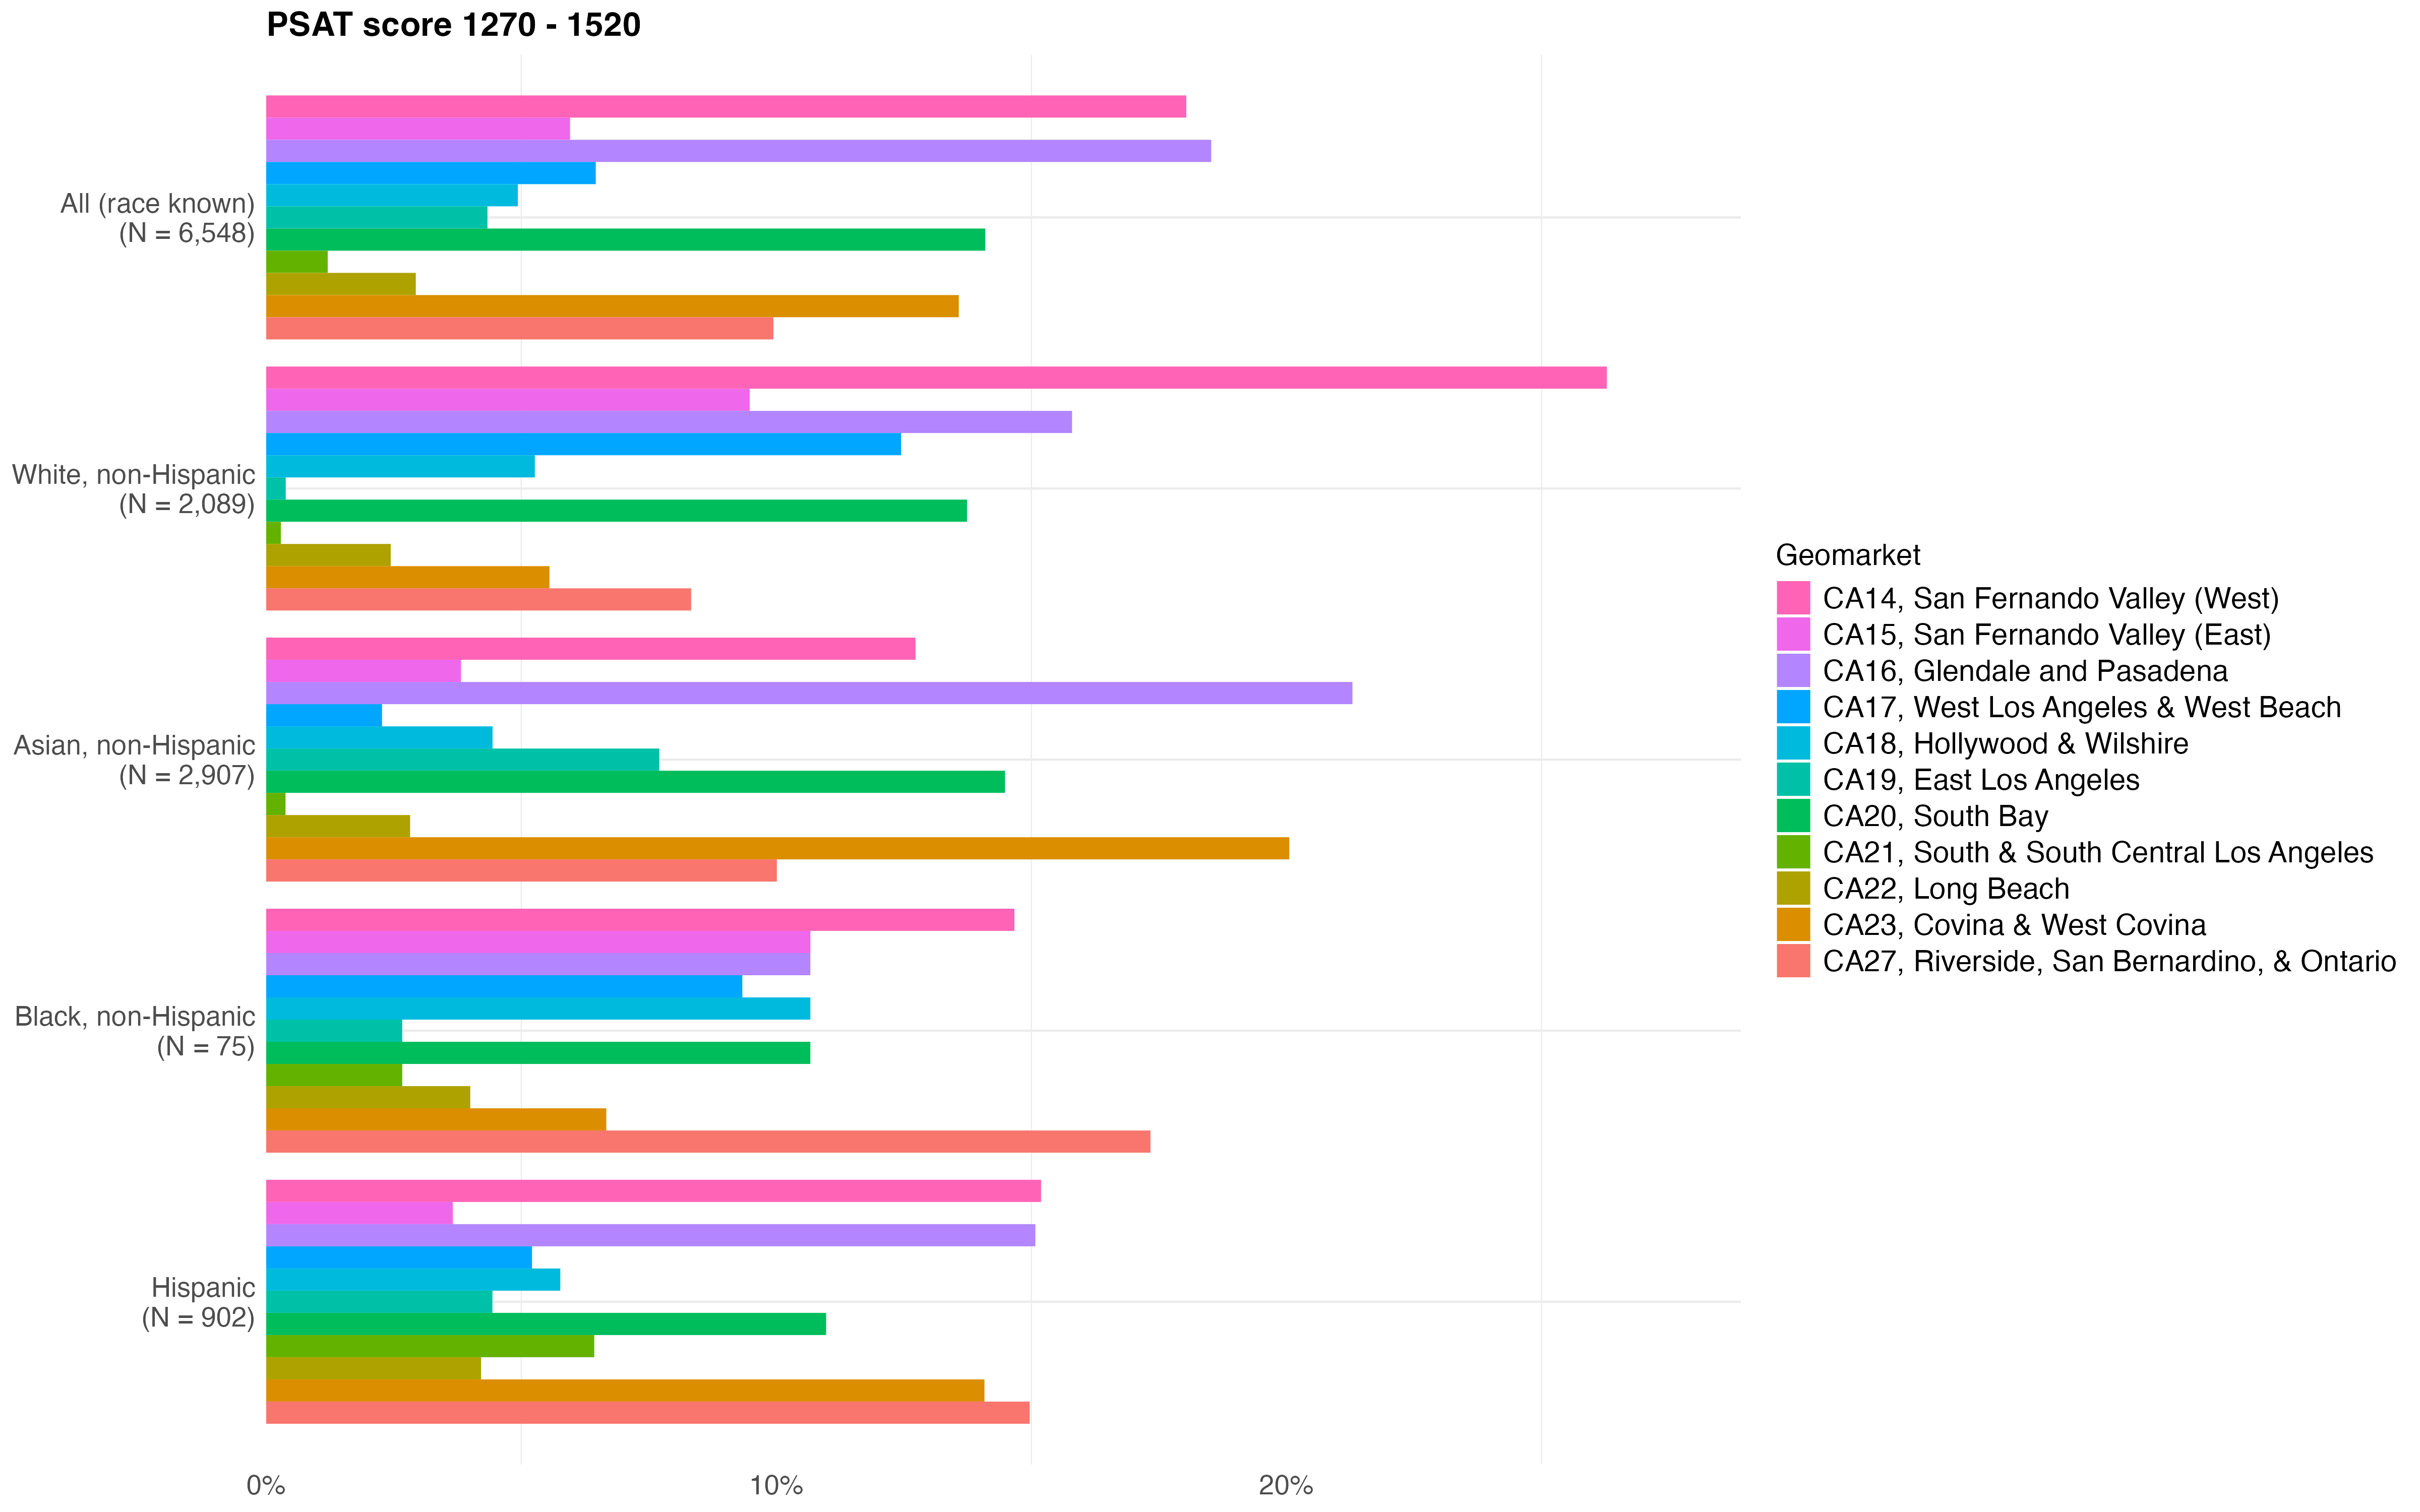 PSAT score 1270 - 1520
All (race known)
(N = 6,548)
White, non-Hispanic
(N = 2,089)
Asian, non-Hispanic
(N = 2,907)
Black, non-Hispanic
(N = 75)
Hispanic
(N = 902)
0%
10%
20%
Geomarket
CA14, San Fernando Valley (West)
CA15, San Fernando Valley (East)
CA16, Glendale and Pasadena
CA17, West Los Angeles & West Beach
CA18, Hollywood & Wilshire
CA19, East Los Angeles
CA20, South Bay
CA21, South & South Central Los Angeles
CA22, Long Beach
CA23, Covina & West Covina
CA27, Riverside, San Bernardino, & Ontario